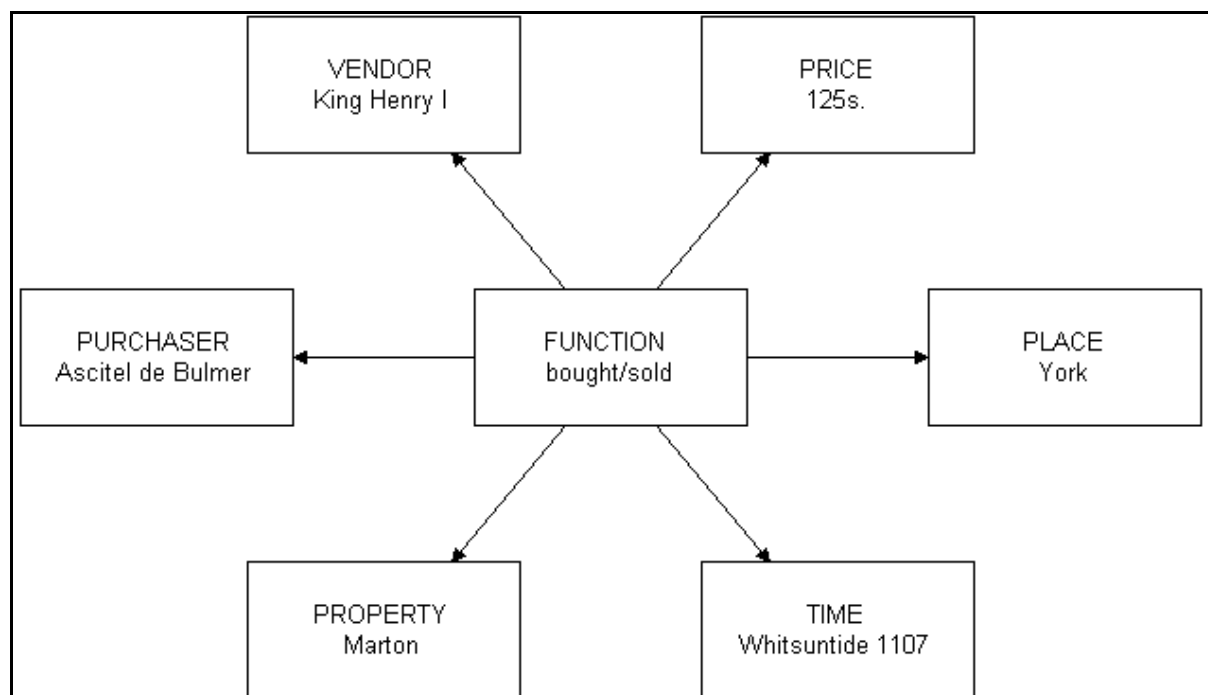 VENDOR
King Henry I
PRICE
125s.
PURCHASER
Ascitel de Bulmer
FUNCTION
bought/sold
PLACE
York
PROPERTY
Marton
TIME
Whitsuntide 1107